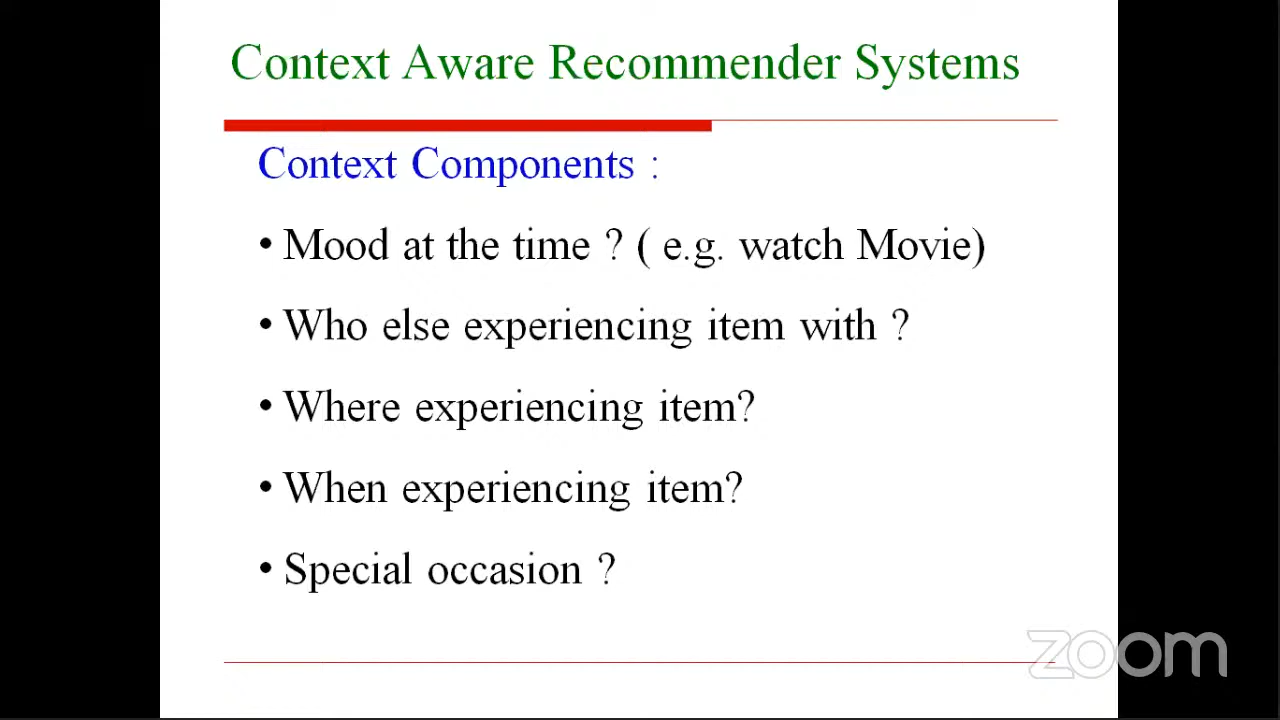 Context Aware Recommender Systems
Context Components :
• Mood at the time ? ( e.g. watch Movie)
• Who else experiencing item with ?
• Where experiencing item?
• When experiencing item?
• Special occasion ?
zoom